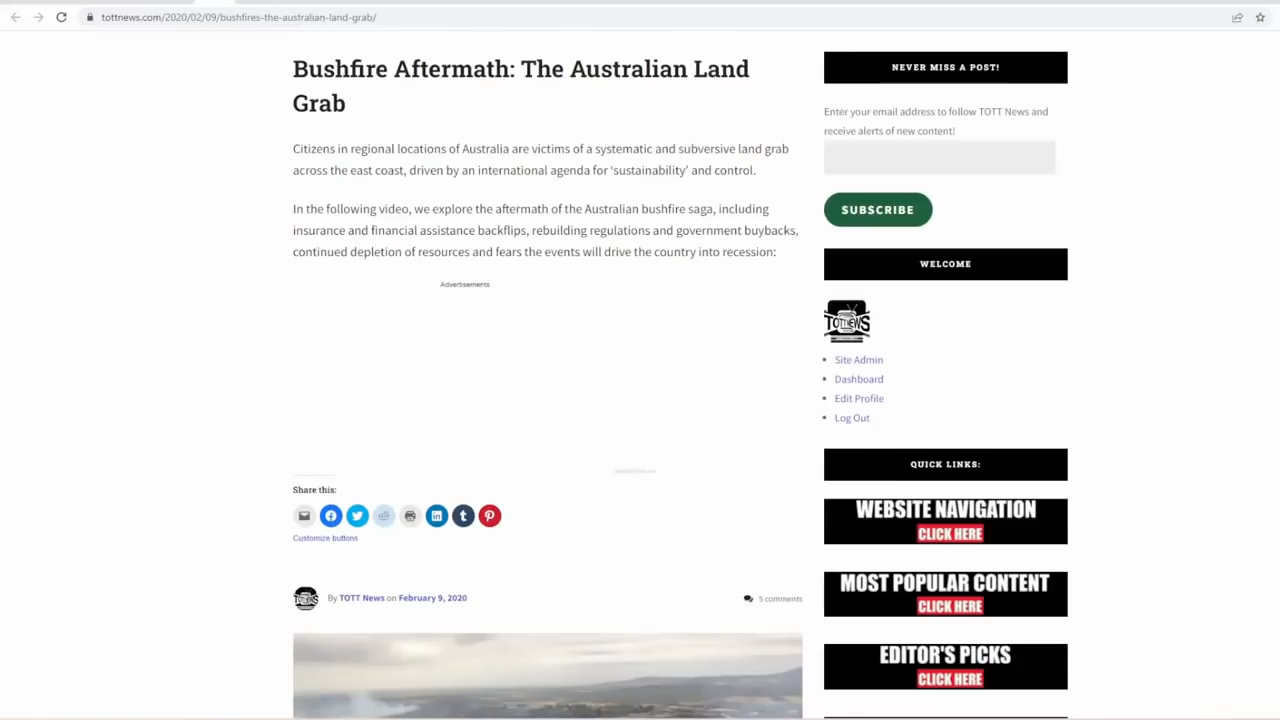 tottnews.com/2020/02/09/bushfires-the-australian-land-grab/
Bushfire Aftermath: The Australian Land
Grab
Citizens in regional locations of Australia are victims of a systematic and subversive land grab
across the east coast, driven by an international agenda for ‘sustainability’ and control.
In the following video, we explore the aftermath of the Australian bushfire saga, including
insurance and financial assistance backflips, rebuilding regulations and government buybacks,
continued depletion of resources and fears the events will drive the country into recession:
Advertisements
Share this:
Customize buttons
By TOTT News on February 9, 2020
5 comments
NEVER MISS A POST!
Enter your email address to follow TOTT News and
receive alerts of new content!
SUBSCRIBE
WELCOME
TOTTNEWS
Site Admin
Dashboard
Edit Profile
Log Out
QUICK LINKS:
WEBSITE NAVIGATION
CLICK HERE
MOST POPULAR CONTENT
CLICK HERE
EDITOR'S PICKS
CLICK HERE